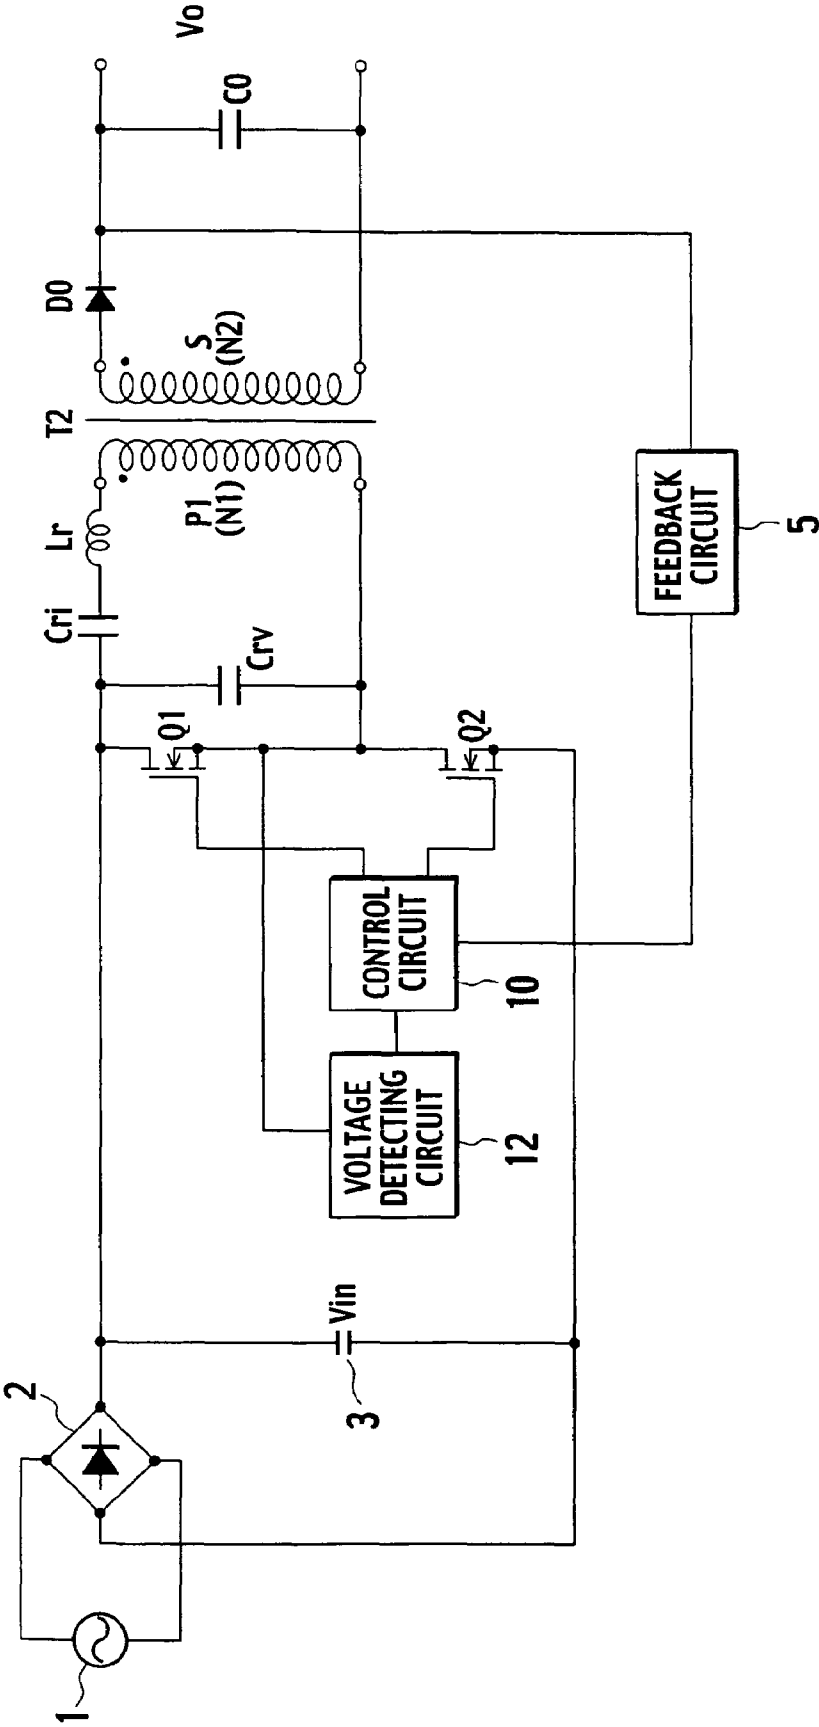 1
2
3
Vin
VOLTAGE
DETECTING
CIRCUIT
12
CONTROL
CIRCUIT
10
Q1
Q2
Crv
Cri
Lr
P1
(N1)
T2
S
(N2)
D0
C0
Vo
FEEDBACK
CIRCUIT
5